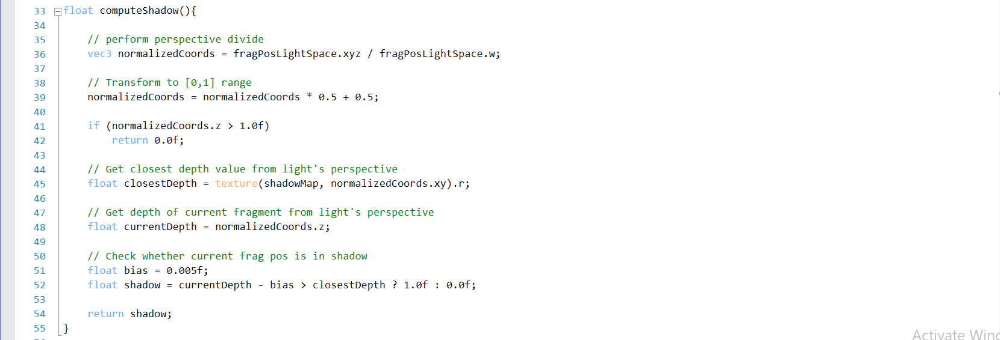 33 float computeShadow(){
34
35 // perform perspective divide
36 vec3 normalizedCoords = fragPosLightSpace.xyz / fragPosLightSpace.w;
37
38 // Transform to [0,1] range
39 normalizedCoords = normalizedCoords * 0.5 + 0.5;
40
41 if (normalizedCoords.z > 1.0f)
42 return 0.0f;
43
44 // Get closest depth value from light's perspective
45 float closestDepth = texture(shadowMap, normalizedCoords.xy).r;
46
47 // Get depth of current fragment from light's perspective
48 float currentDepth = normalizedCoords.z;
49
50 // Check whether current frag pos is in shadow
51 float bias = 0.005f;
52 float shadow = currentDepth - bias > closestDepth ? 1.0f : 0.0f;
53
54 return shadow;
55 }
Activate Wind